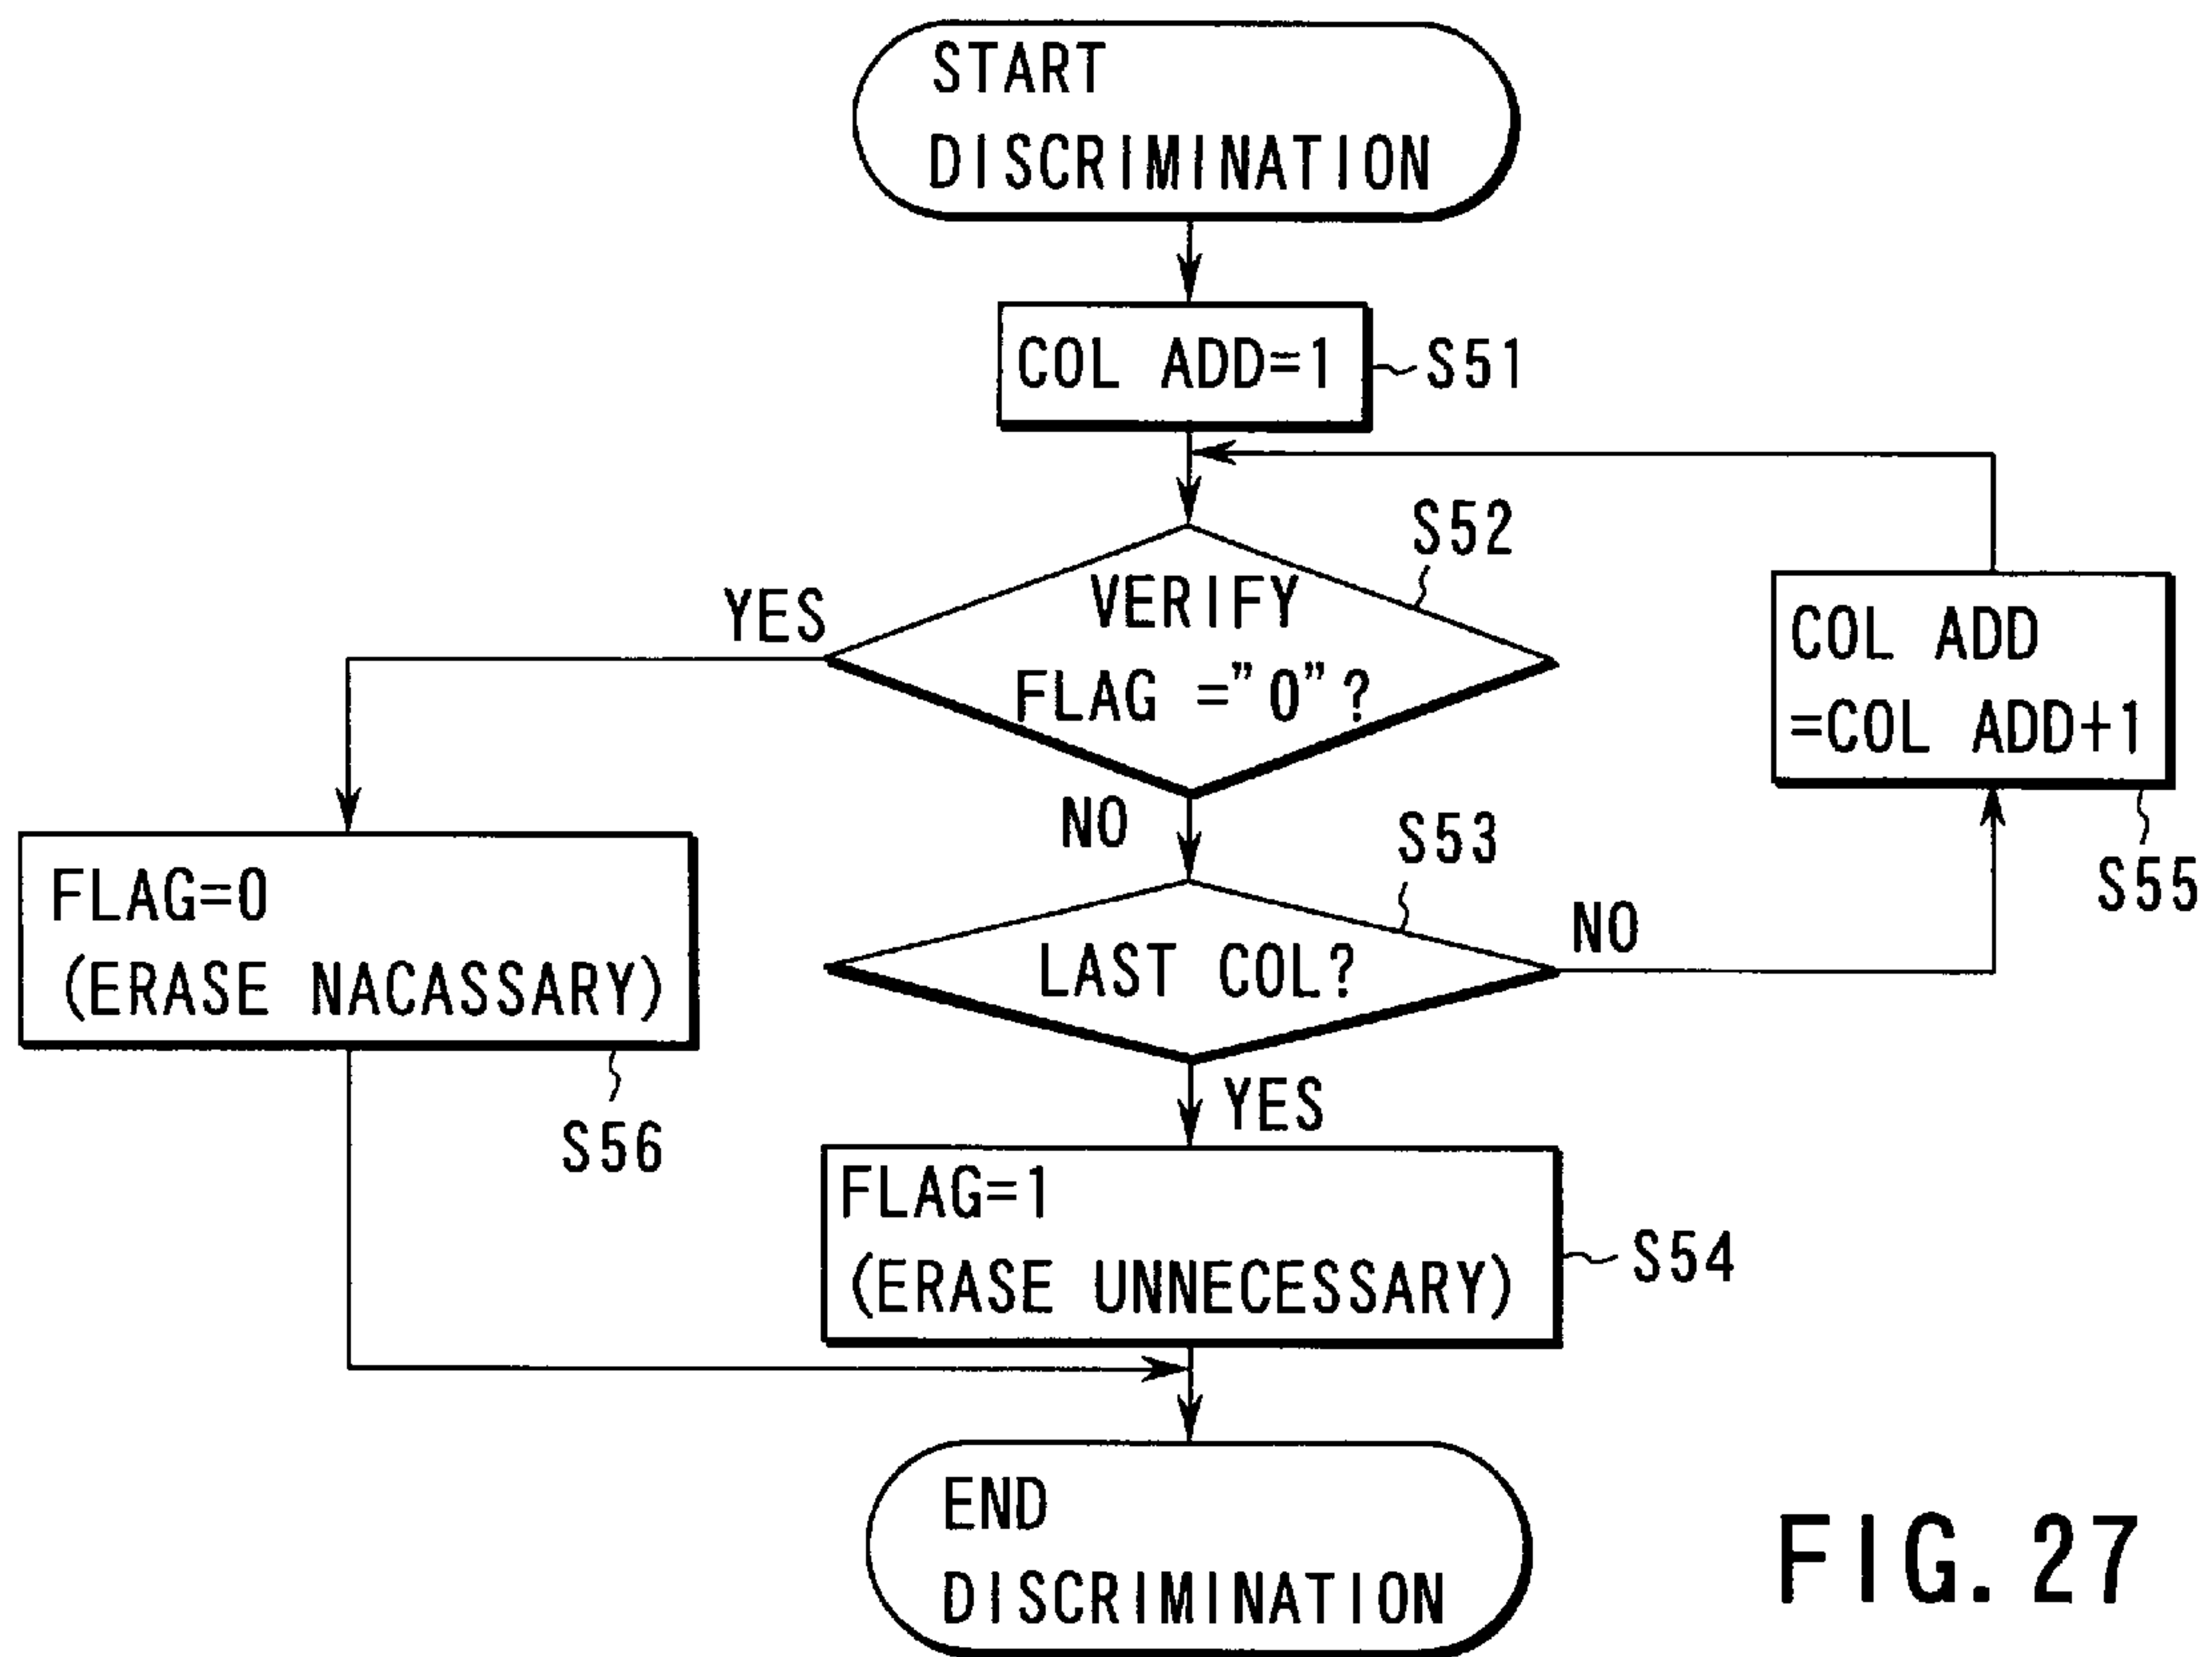 START
DISCRIMINATION
COL ADD=1
S51
S52
YES
VERIFY
FLAG ="0"?
COL ADD
=COL ADD+1
NO
S53
S55
FLAG=0
(ERASE NACASSARY)
LAST COL?
NO
S56
YES
FLAG=1
(ERASE UNNECESSARY)
S54
END
DISCRIMINATION
FIG. 27